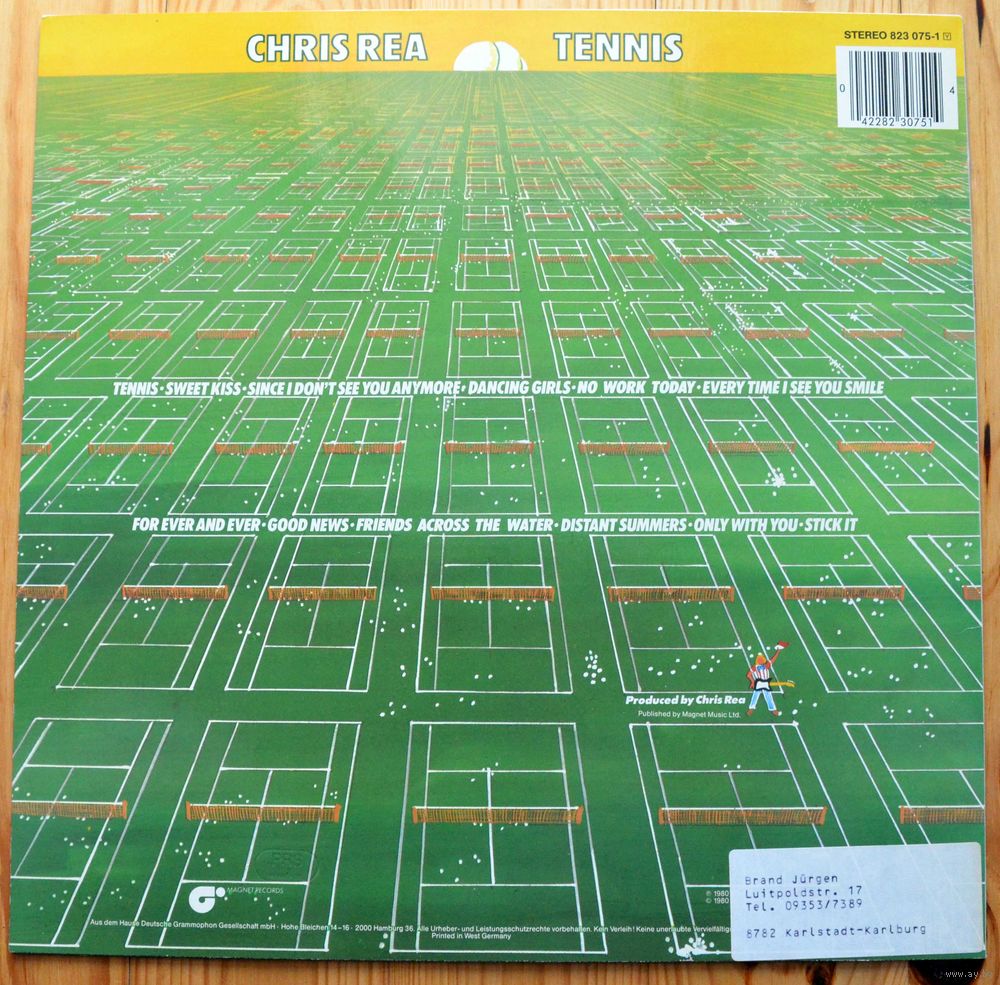 CHRIS REA TENNIS
STEREO 823 075-1 Y
0 42282 30751 4
TENNIS · SWEET KISS · SINCE I DON'T SEE YOU ANYMORE · DANCING GIRLS · NO WORK TODAY · EVERY TIME I SEE YOU SMILE
FOR EVER AND EVER · GOOD NEWS · FRIENDS ACROSS THE WATER · DISTANT SUMMERS · ONLY WITH YOU · STICK IT
Produced by Chris Rea
Published by Magnet Music Ltd.
MAGNET RECORDS
℗ 1980
© 1980
Aus dem Hause Deutsche Grammophon Gesellschaft mbH · Hohe Bleichen 14–16 · 2000 Hamburg 36. Alle Urheber- und Leistungsschutzrechte vorbehalten. Kein Verleih! Keine unerlaubte Vervielfältig
Printed in West Germany
Brand Jürgen
Luitpoldstr. 17
Tel. 09353/7389
8782 Karlstadt-Karlburg